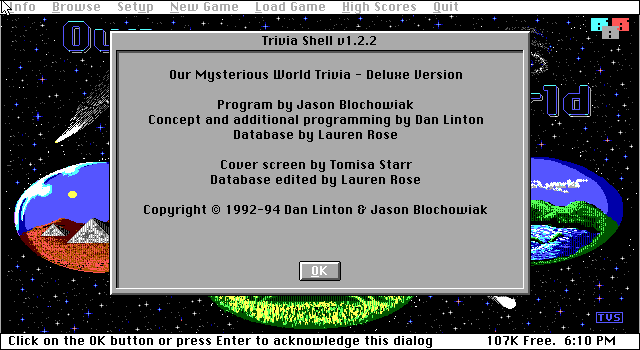 Info Browse Setup New Game Load Game High Scores Quit
Trivia Shell v1.2.2
Our Mysterious World Trivia - Deluxe Version
Program by Jason Blochowiak
Concept and additional programming by Dan Linton
Database by Lauren Rose
Cover screen by Tomisa Starr
Database edited by Lauren Rose
Copyright © 1992-94 Dan Linton & Jason Blochowiak
OK
TVS
Click on the OK button or press Enter to acknowledge this dialog 107K Free. 6:10 PM